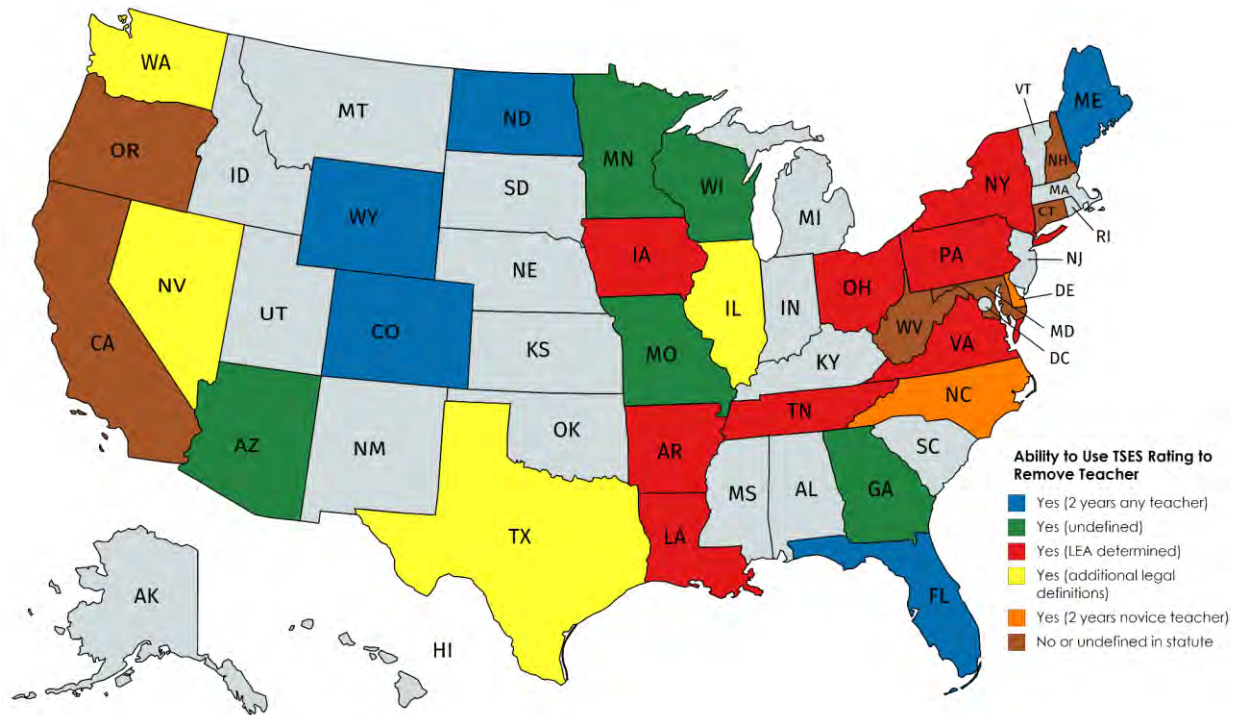 WA
MT
ND
MN
VT
ME
OR
ID
SD
WI
MI
NY
NH
MA
CT
RI
WY
NE
IA
PA
NJ
NV
UT
CO
IL
IN
OH
DE
WV
MD
CA
KS
MO
KY
VA
DC
AZ
NM
OK
AR
TN
NC
SC
MS
AL
GA
TX
LA
FL
AK
HI
Ability to Use TSES Rating to
Remove Teacher
Yes (2 years any teacher)
Yes (undefined)
Yes (LEA determined)
Yes (additional legal
definitions)
Yes (2 years novice teacher)
No or undefined in statute